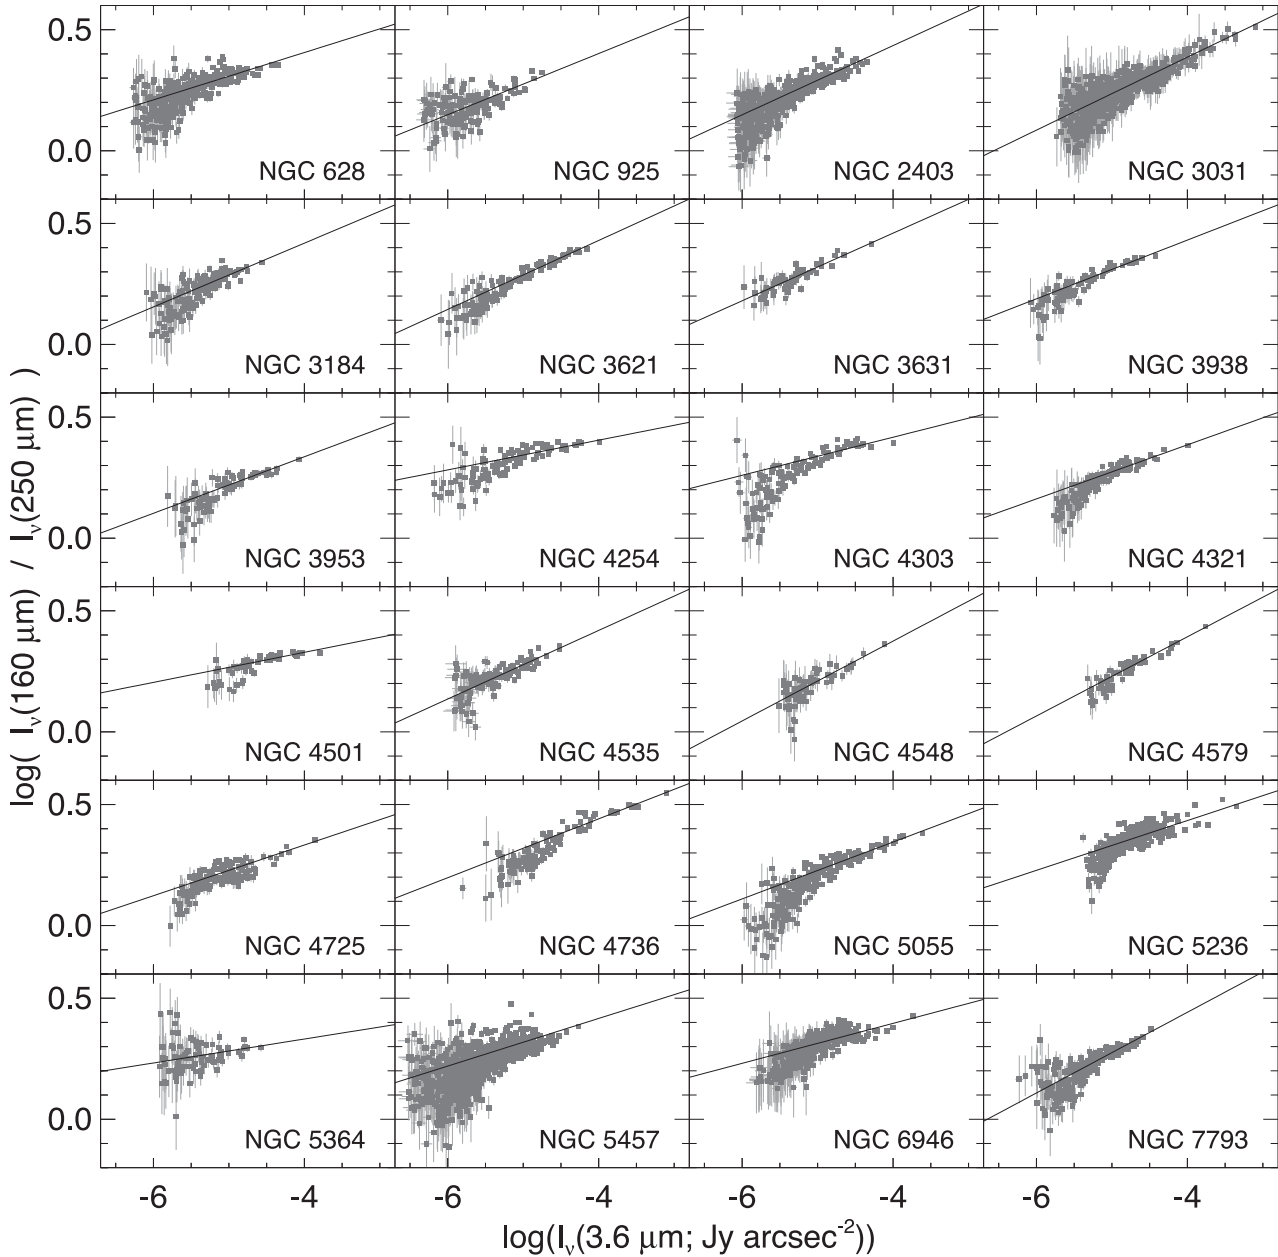 0.5
0.0
NGC 628
NGC 925
NGC 2403
NGC 3031
0.5
0.0
NGC 3184
NGC 3621
NGC 3631
NGC 3938
0.5
0.0
NGC 3953
NGC 4254
NGC 4303
NGC 4321
0.5
0.0
NGC 4501
NGC 4535
NGC 4548
NGC 4579
0.5
0.0
NGC 4725
NGC 4736
NGC 5055
NGC 5236
0.5
0.0
NGC 5364
NGC 5457
NGC 6946
NGC 7793
-6 -4 -6 -4 -6 -4 -6 -4
log(I_ν(3.6 μm; Jy arcsec⁻²))
log( I_ν(160 μm) / I_ν(250 μm) )